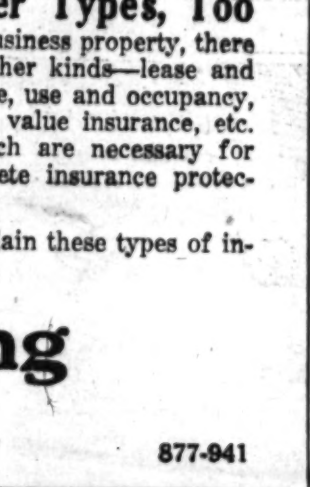 er Types, Too
usiness property, there
her kinds—lease and
e, use and occupancy,
value insurance, etc.
ch are necessary for
ete insurance protec-
lain these types of in-
ng
877-941